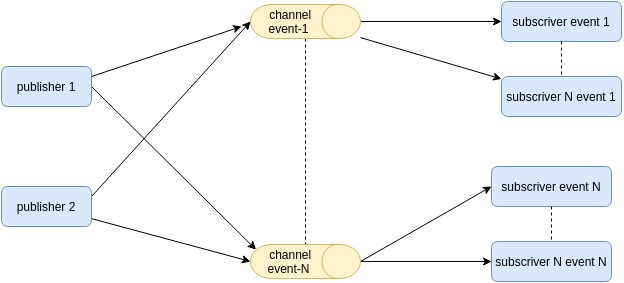 channel
event-1
subscriver event 1
publisher 1
subscriver N event 1
publisher 2
subscriver event N
channel
event-N
subscriver N event N